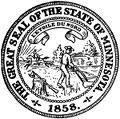 THE GREAT SEAL OF THE STATE OF MINNESOTA
L'ETOILE DU NORD
1858.